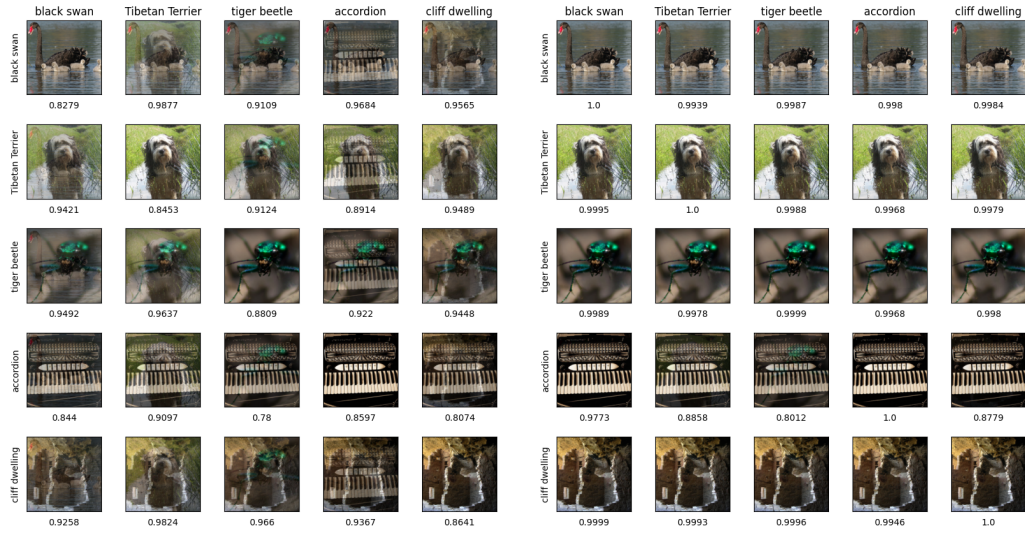 black swan Tibetan Terrier tiger beetle accordion cliff dwelling
black swan
0.8279 0.9877 0.9109 0.9684 0.9565
Tibetan Terrier
0.9421 0.8453 0.9124 0.8914 0.9489
tiger beetle
0.9492 0.9637 0.8809 0.922 0.9448
accordion
0.844 0.9097 0.78 0.8597 0.8074
cliff dwelling
0.9258 0.9824 0.966 0.9367 0.8641
black swan Tibetan Terrier tiger beetle accordion cliff dwelling
black swan
1.0 0.9939 0.9987 0.998 0.9984
Tibetan Terrier
0.9995 1.0 0.9988 0.9968 0.9979
tiger beetle
0.9989 0.9978 0.9999 0.9968 0.998
accordion
0.9773 0.8858 0.8012 1.0 0.8779
cliff dwelling
0.9999 0.9993 0.9996 0.9946 1.0